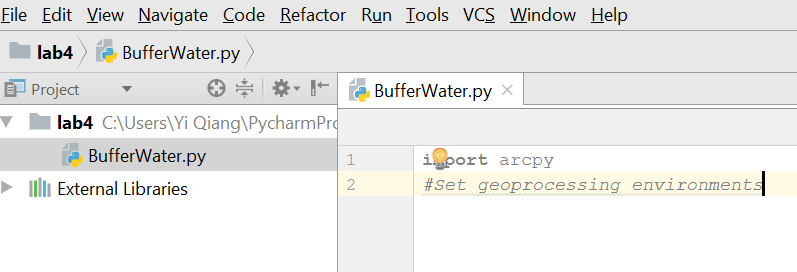 File Edit View Navigate Code Refactor Run Tools VCS Window Help
lab4 BufferWater.py
Project
BufferWater.py
lab4 C:\Users\Yi Qiang\PycharmPro
BufferWater.py
External Libraries
1 import arcpy
2 #Set geoprocessing environments